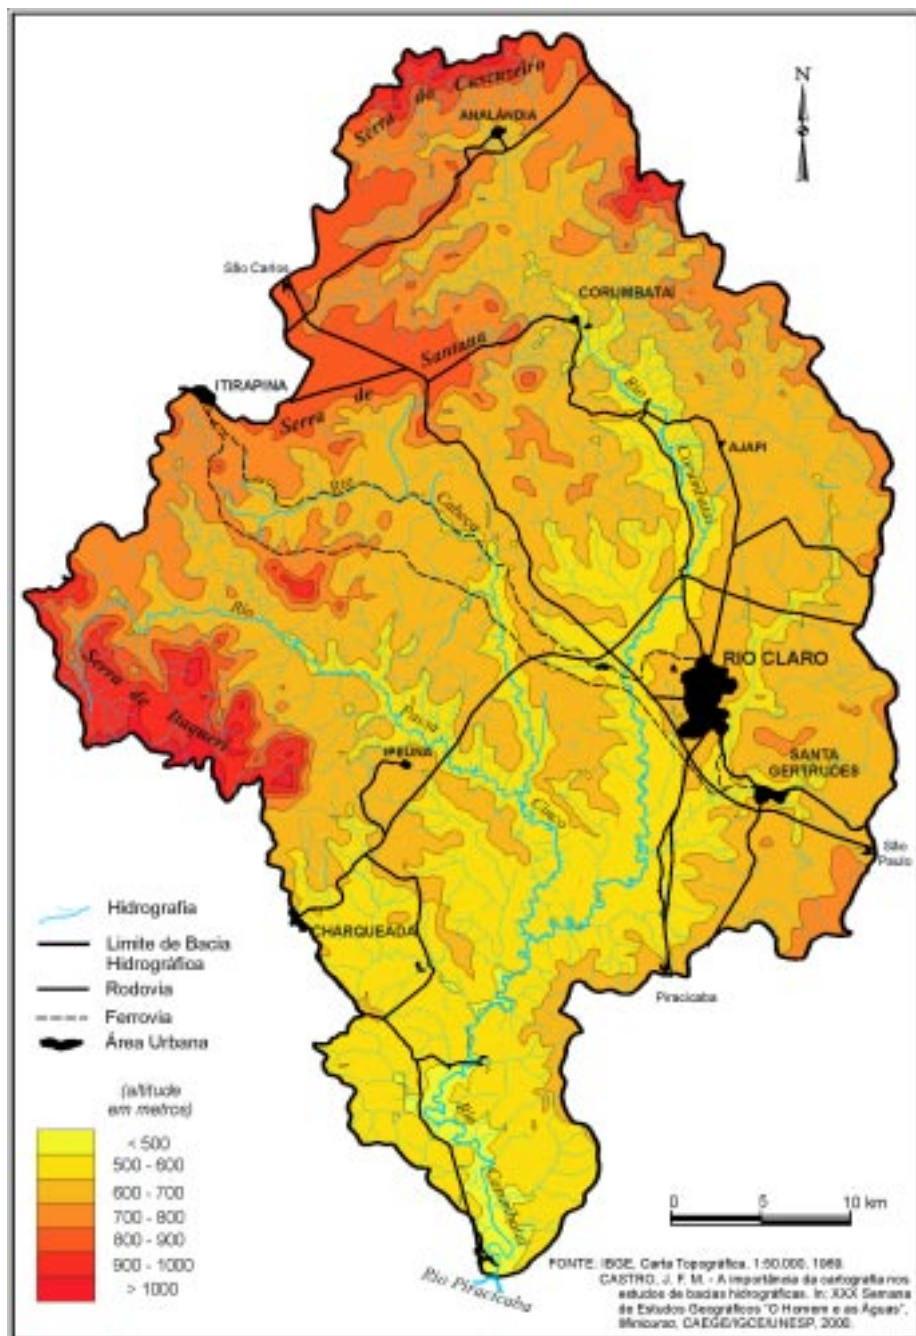 Serra do Cuscuzeiro
ANALÂNDIA
N
São Carlos
CORUMBATAÍ
Serra de Santana
ITIRAPINA
Rio Corumbataí
AJAPI
Rio Cabeça
Rio Passa Cinco
Serra de Itaqueri
RIO CLARO
IPEÚNA
SANTA
GERTRUDES
São
Paulo
CHARQUEADA
Piracicaba
Hidrografia
Limite de Bacia
Hidrográfica
Rodovia
Ferrovia
Área Urbana
(altitude
em metros)
< 500
500 - 600
600 - 700
700 - 800
800 - 900
900 - 1000
> 1000
Rio Corumbataí
Rio Piracicaba
0 5 10 km
FONTE: IBGE, Carta Topográfica, 1:50.000, 1969.
CASTRO, J. F. M. - A importância da cartografia nos
estudos de bacias hidrográficas. In: XXX Semana
de Estudos Geográficos "O Homem e as Águas",
Minicurso, CAEGE/IGCE/UNESP, 2000.